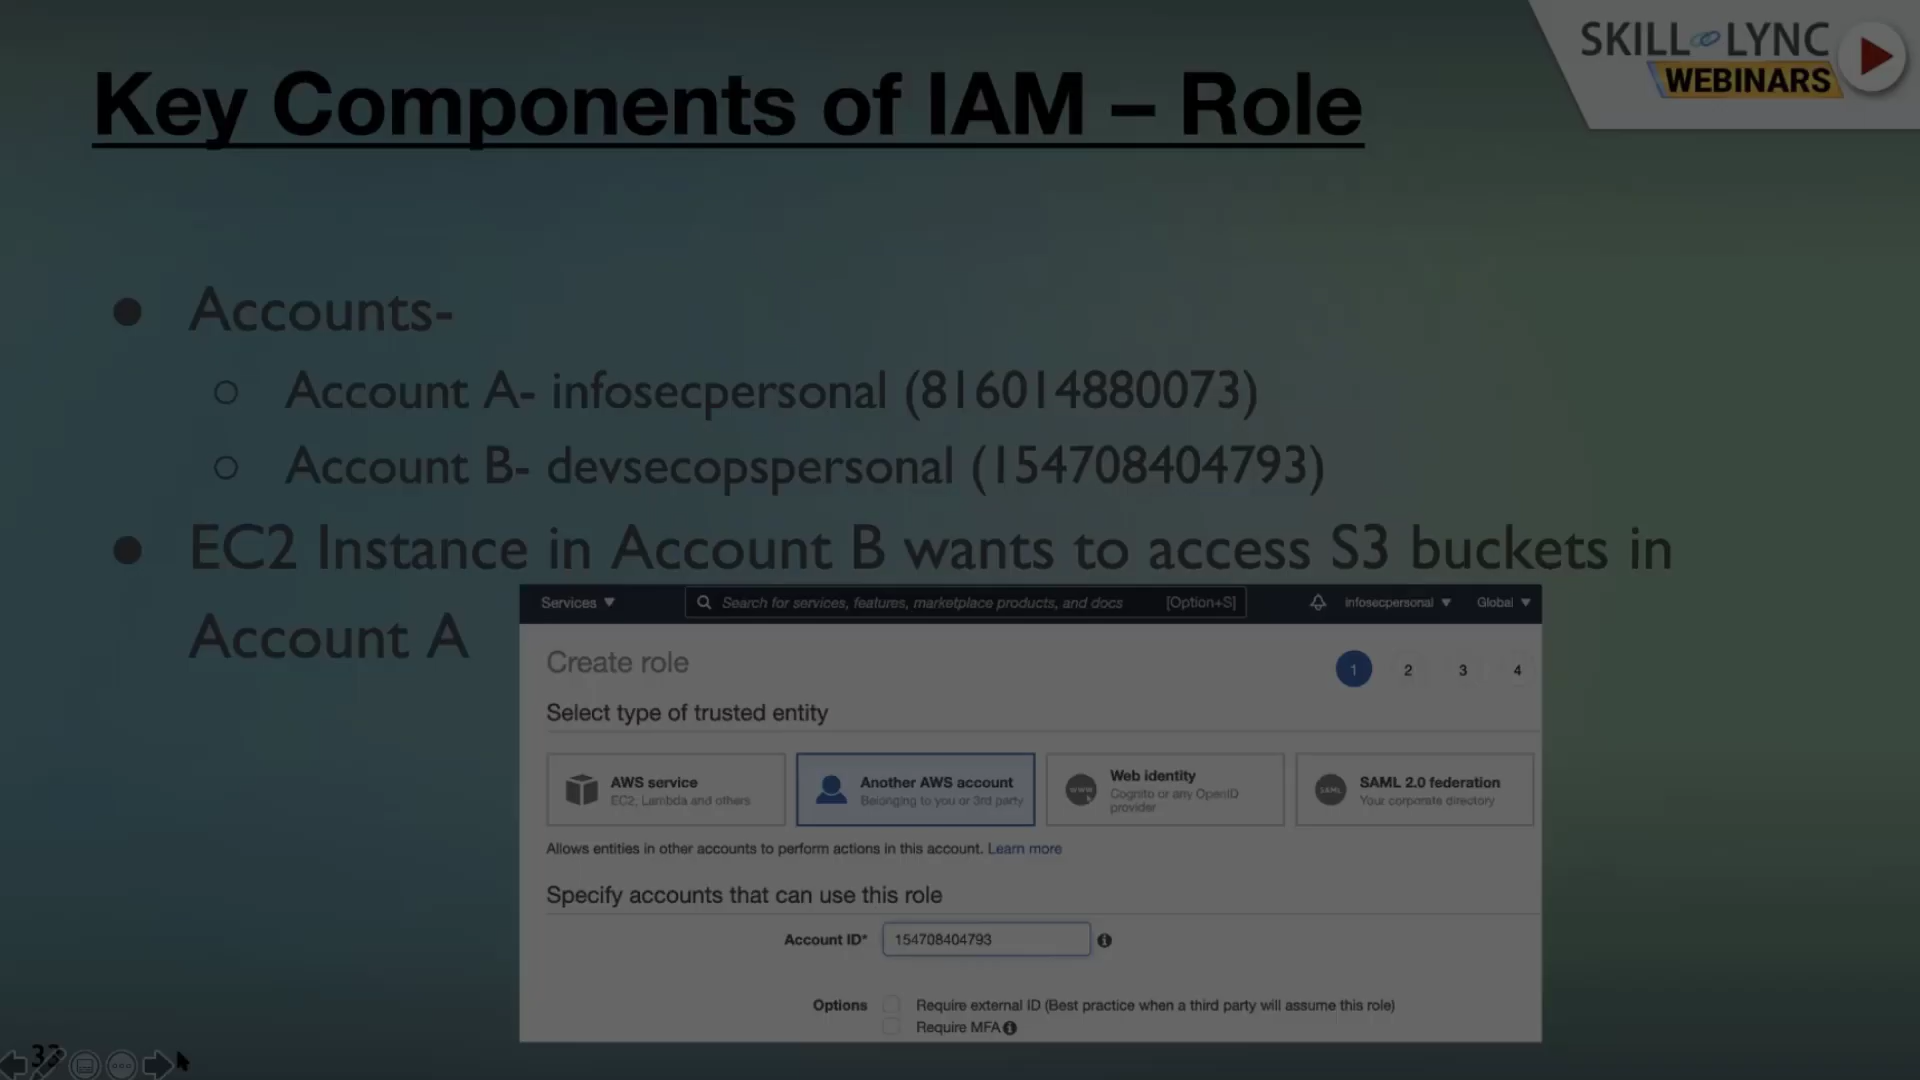 SKILL LYNC
WEBINARS
Key Components of IAM – Role
● Accounts-
○ Account A- infosecpersonal (816014880073)
○ Account B- devsecopspersonal (154708404793)
● EC2 Instance in Account B wants to access S3 buckets in
Account A
Services ▼ Search for services, features, marketplace products, and docs [Option+S] infosecpersonal ▼ Global ▼
Create role 1 2 3 4
Select type of trusted entity
AWS service
EC2, Lambda and others
Another AWS account
Belonging to you or 3rd party
www
Web identity
Cognito or any OpenID
provider
SAML
SAML 2.0 federation
Your corporate directory
Allows entities in other accounts to perform actions in this account. Learn more
Specify accounts that can use this role
Account ID* 154708404793
Options Require external ID (Best practice when a third party will assume this role)
Require MFA
33